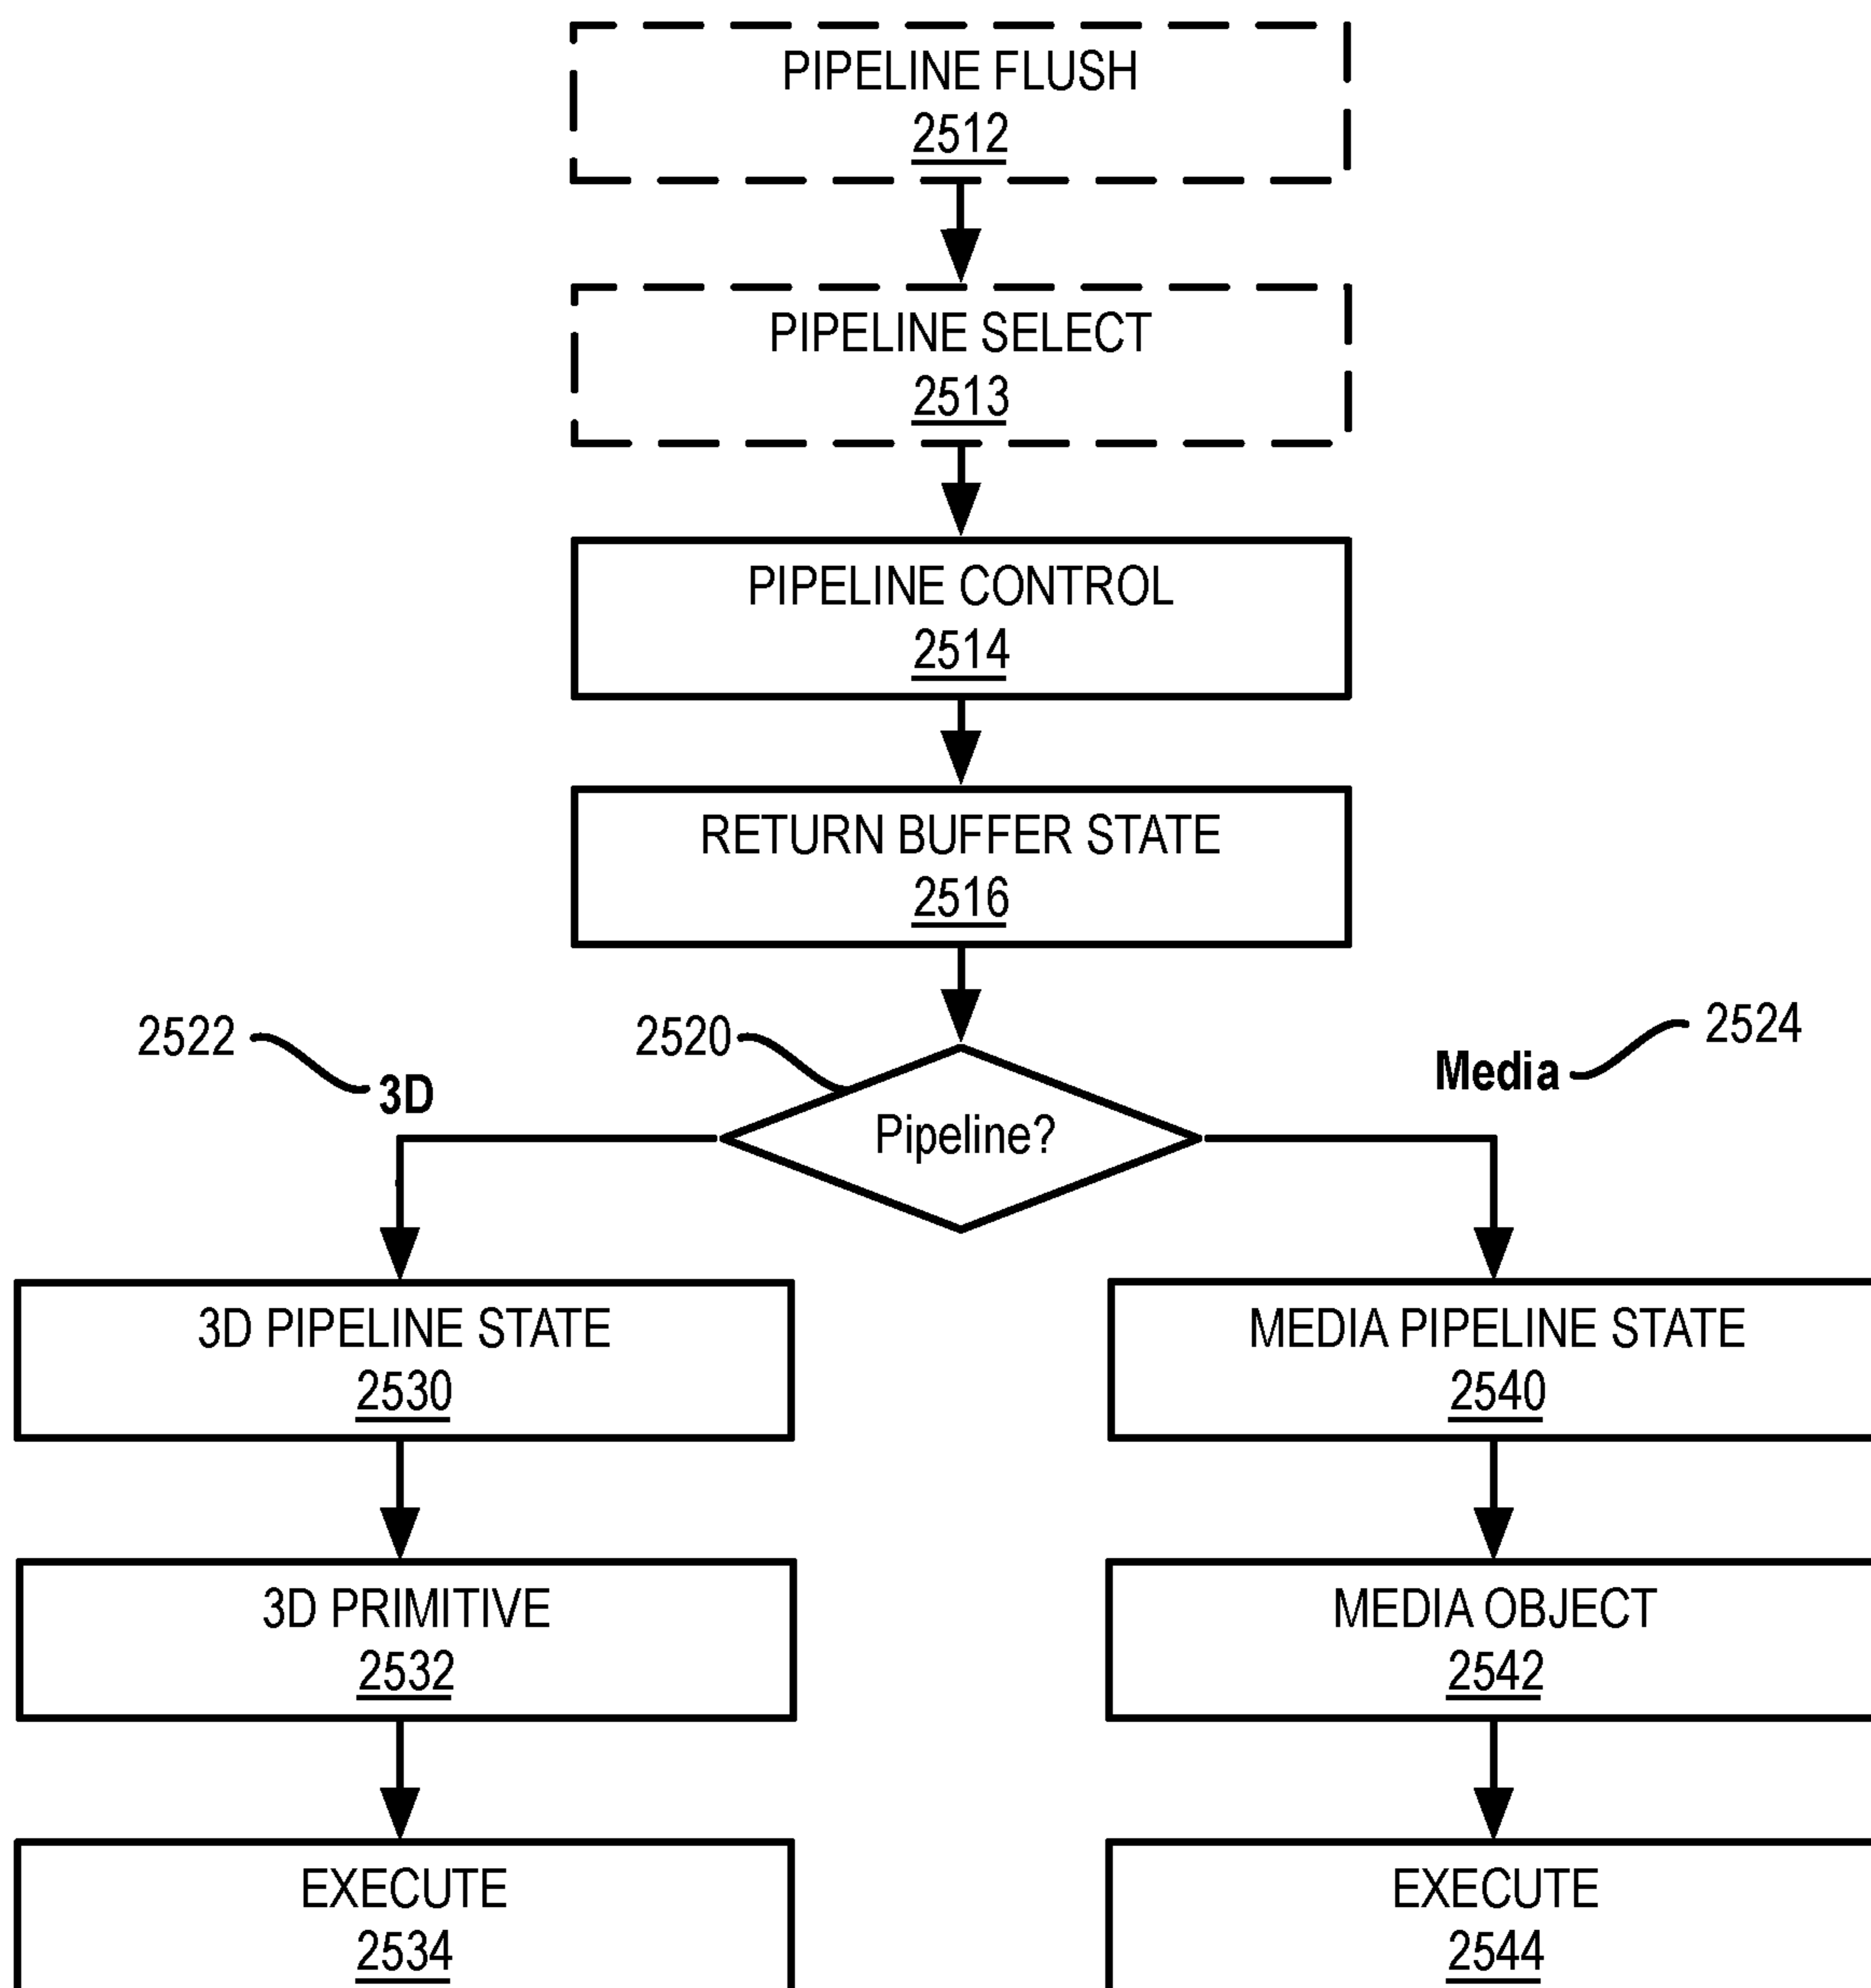 PIPELINE FLUSH
2512
PIPELINE SELECT
2513
PIPELINE CONTROL
2514
RETURN BUFFER STATE
2516
2522
3D
2520
Pipeline?
Media
2524
3D PIPELINE STATE
2530
MEDIA PIPELINE STATE
2540
3D PRIMITIVE
2532
MEDIA OBJECT
2542
EXECUTE
2534
EXECUTE
2544